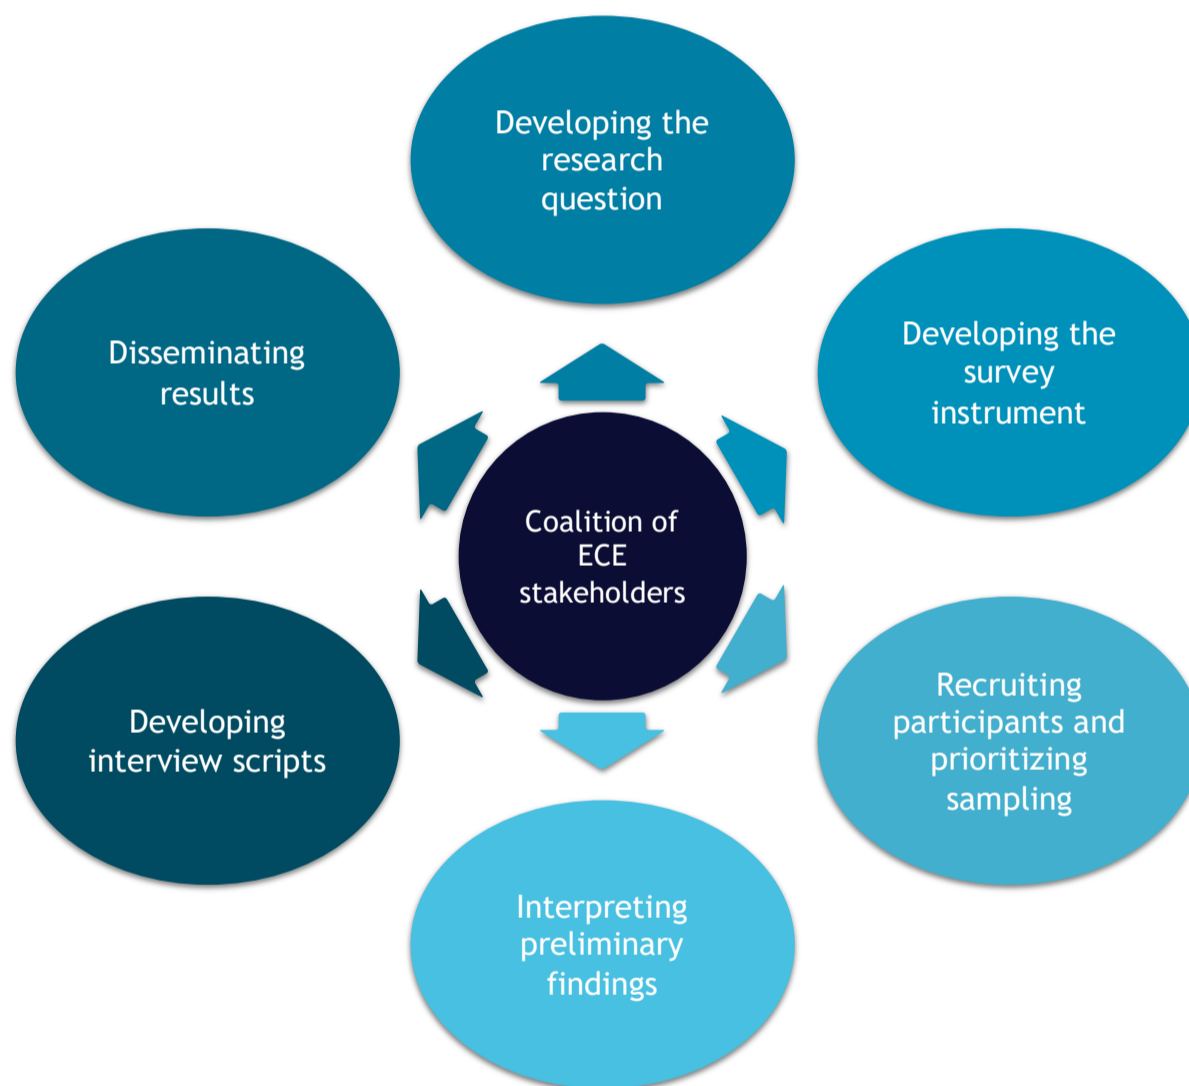 Developing the
research
question
Developing the
survey
instrument
Recruiting
participants and
prioritizing
sampling
Interpreting
preliminary
findings
Developing
interview scripts
Disseminating
results
Coalition of
ECE
stakeholders